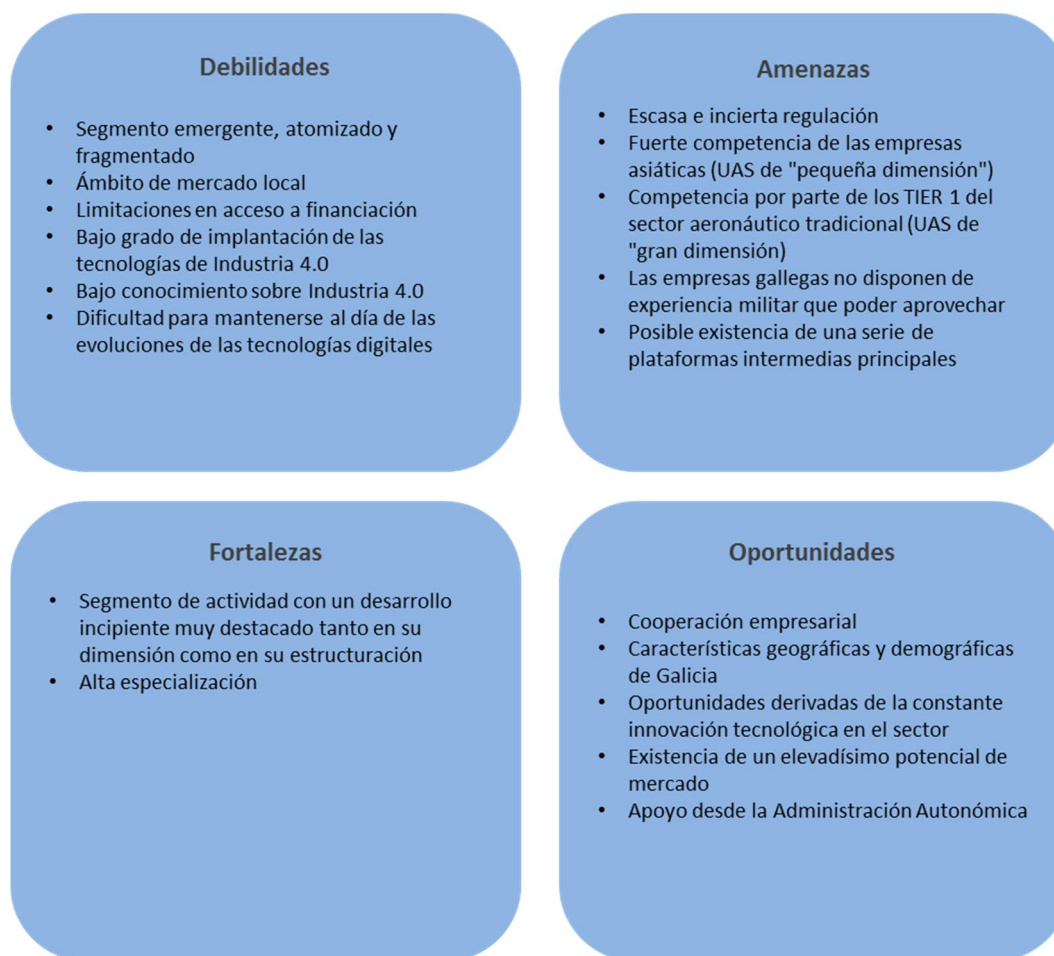 Debilidades
• Segmento emergente, atomizado y
fragmentado
• Ámbito de mercado local
• Limitaciones en acceso a financiación
• Bajo grado de implantación de las
tecnologías de Industria 4.0
• Bajo conocimiento sobre Industria 4.0
• Dificultad para mantenerse al día de las
evoluciones de las tecnologías digitales
Amenazas
• Escasa e incierta regulación
• Fuerte competencia de las empresas
asiáticas (UAS de "pequeña dimensión")
• Competencia por parte de los TIER 1 del
sector aeronáutico tradicional (UAS de
"gran dimensión)
• Las empresas gallegas no disponen de
experiencia militar que poder aprovechar
• Posible existencia de una serie de
plataformas intermedias principales
Fortalezas
• Segmento de actividad con un desarrollo
incipiente muy destacado tanto en su
dimensión como en su estructuración
• Alta especialización
Oportunidades
• Cooperación empresarial
• Características geográficas y demográficas
de Galicia
• Oportunidades derivadas de la constante
innovación tecnológica en el sector
• Existencia de un elevadísimo potencial de
mercado
• Apoyo desde la Administración Autonómica